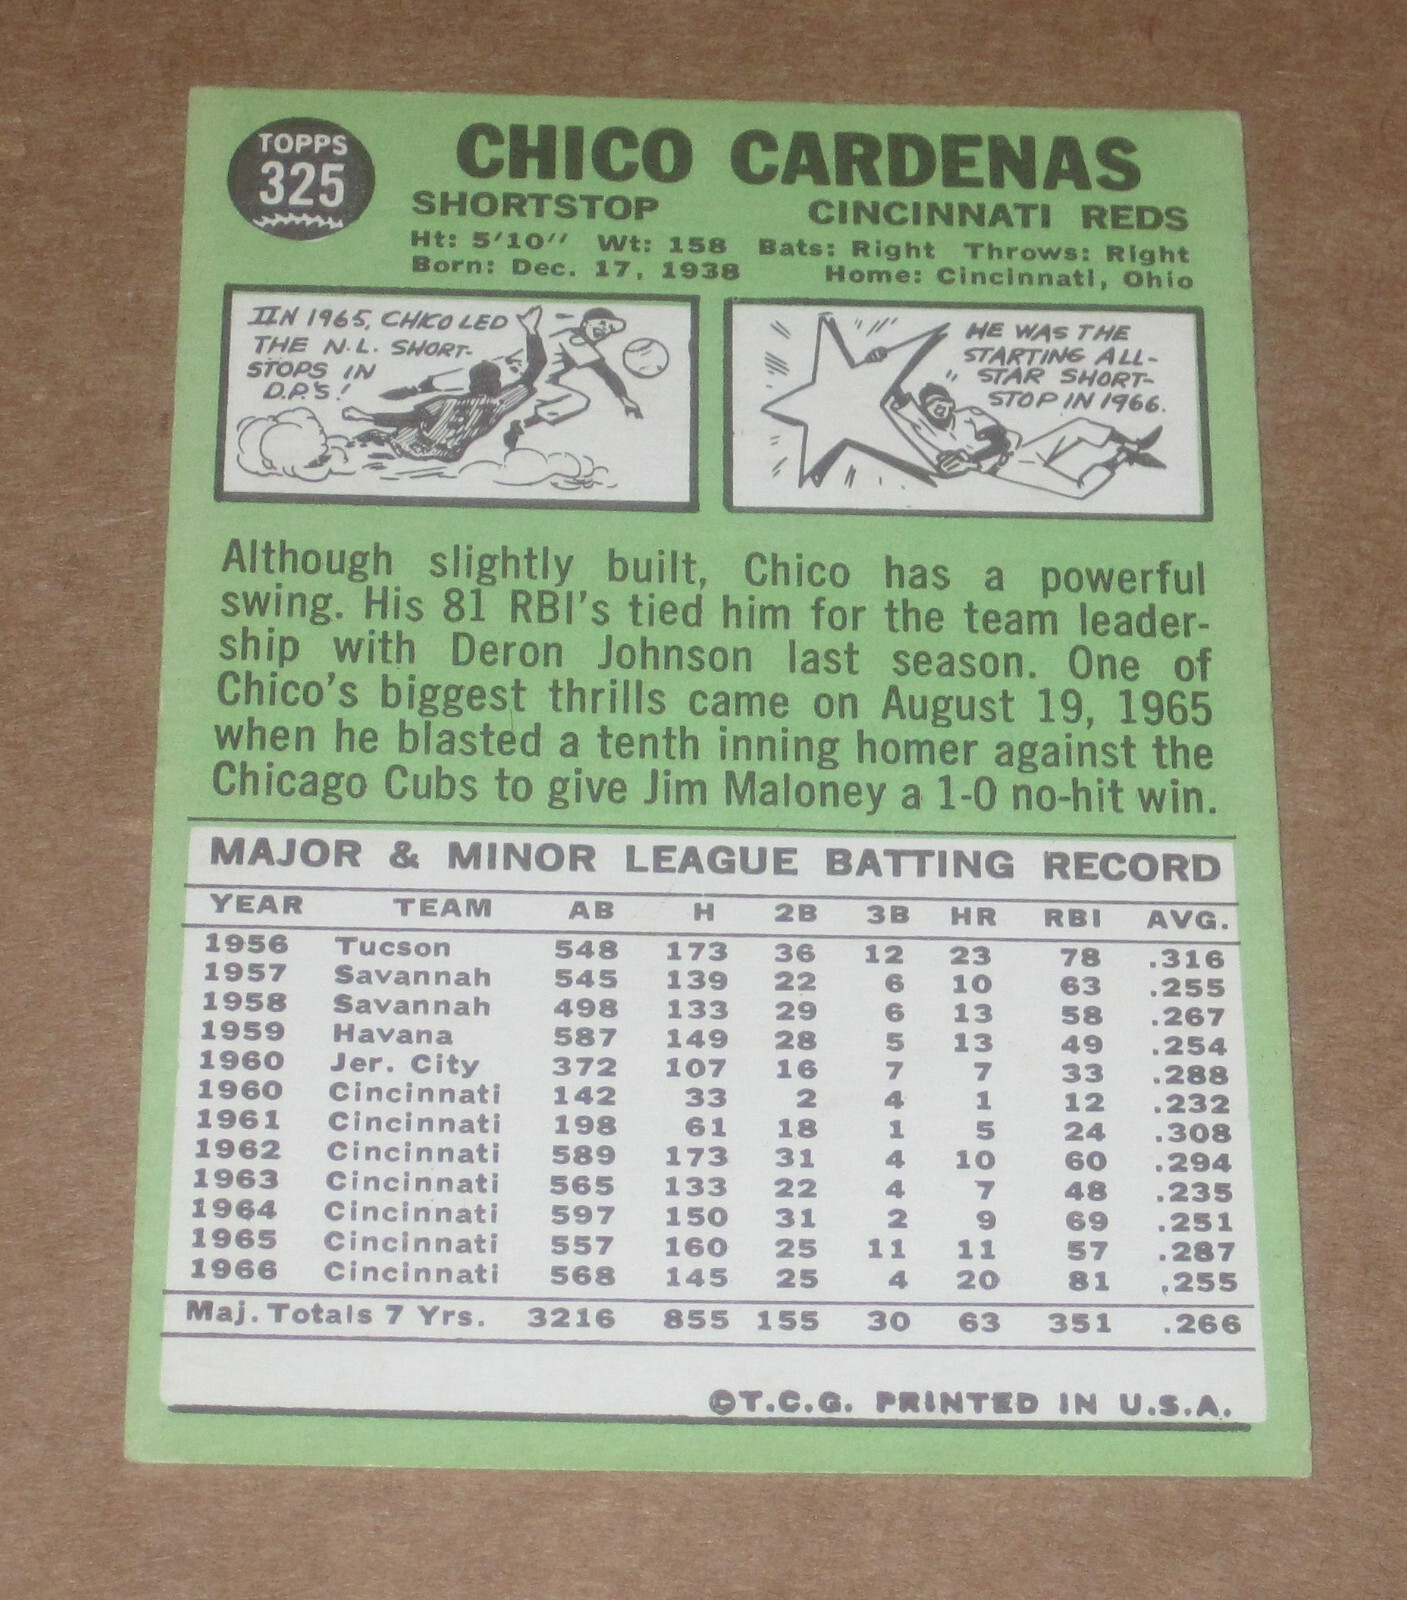 TOPPS
325
CHICO CARDENAS
SHORTSTOP CINCINNATI REDS
Ht: 5'10" Wt: 158 Bats: Right Throws: Right
Born: Dec. 17, 1938 Home: Cincinnati, Ohio
IN 1965, CHICO LED
THE N.L. SHORT-
STOPS IN
D.P.'S!
HE WAS THE
STARTING ALL-
STAR SHORT-
STOP IN 1966.
Although slightly built, Chico has a powerful
swing. His 81 RBI's tied him for the team leader-
ship with Deron Johnson last season. One of
Chico's biggest thrills came on August 19, 1965
when he blasted a tenth inning homer against the
Chicago Cubs to give Jim Maloney a 1-0 no-hit win.
MAJOR & MINOR LEAGUE BATTING RECORD
YEAR TEAM AB H 2B 3B HR RBI AVG.
1956 Tucson 548 173 36 12 23 78 .316
1957 Savannah 545 139 22 6 10 63 .255
1958 Savannah 498 133 29 6 13 58 .267
1959 Havana 587 149 28 5 13 49 .254
1960 Jer. City 372 107 16 7 7 33 .288
1960 Cincinnati 142 33 2 4 1 12 .232
1961 Cincinnati 198 61 18 1 5 24 .308
1962 Cincinnati 589 173 31 4 10 60 .294
1963 Cincinnati 565 133 22 4 7 48 .235
1964 Cincinnati 597 150 31 2 9 69 .251
1965 Cincinnati 557 160 25 11 11 57 .287
1966 Cincinnati 568 145 25 4 20 81 .255
Maj. Totals 7 Yrs. 3216 855 155 30 63 351 .266
©T.C.G. PRINTED IN U.S.A.